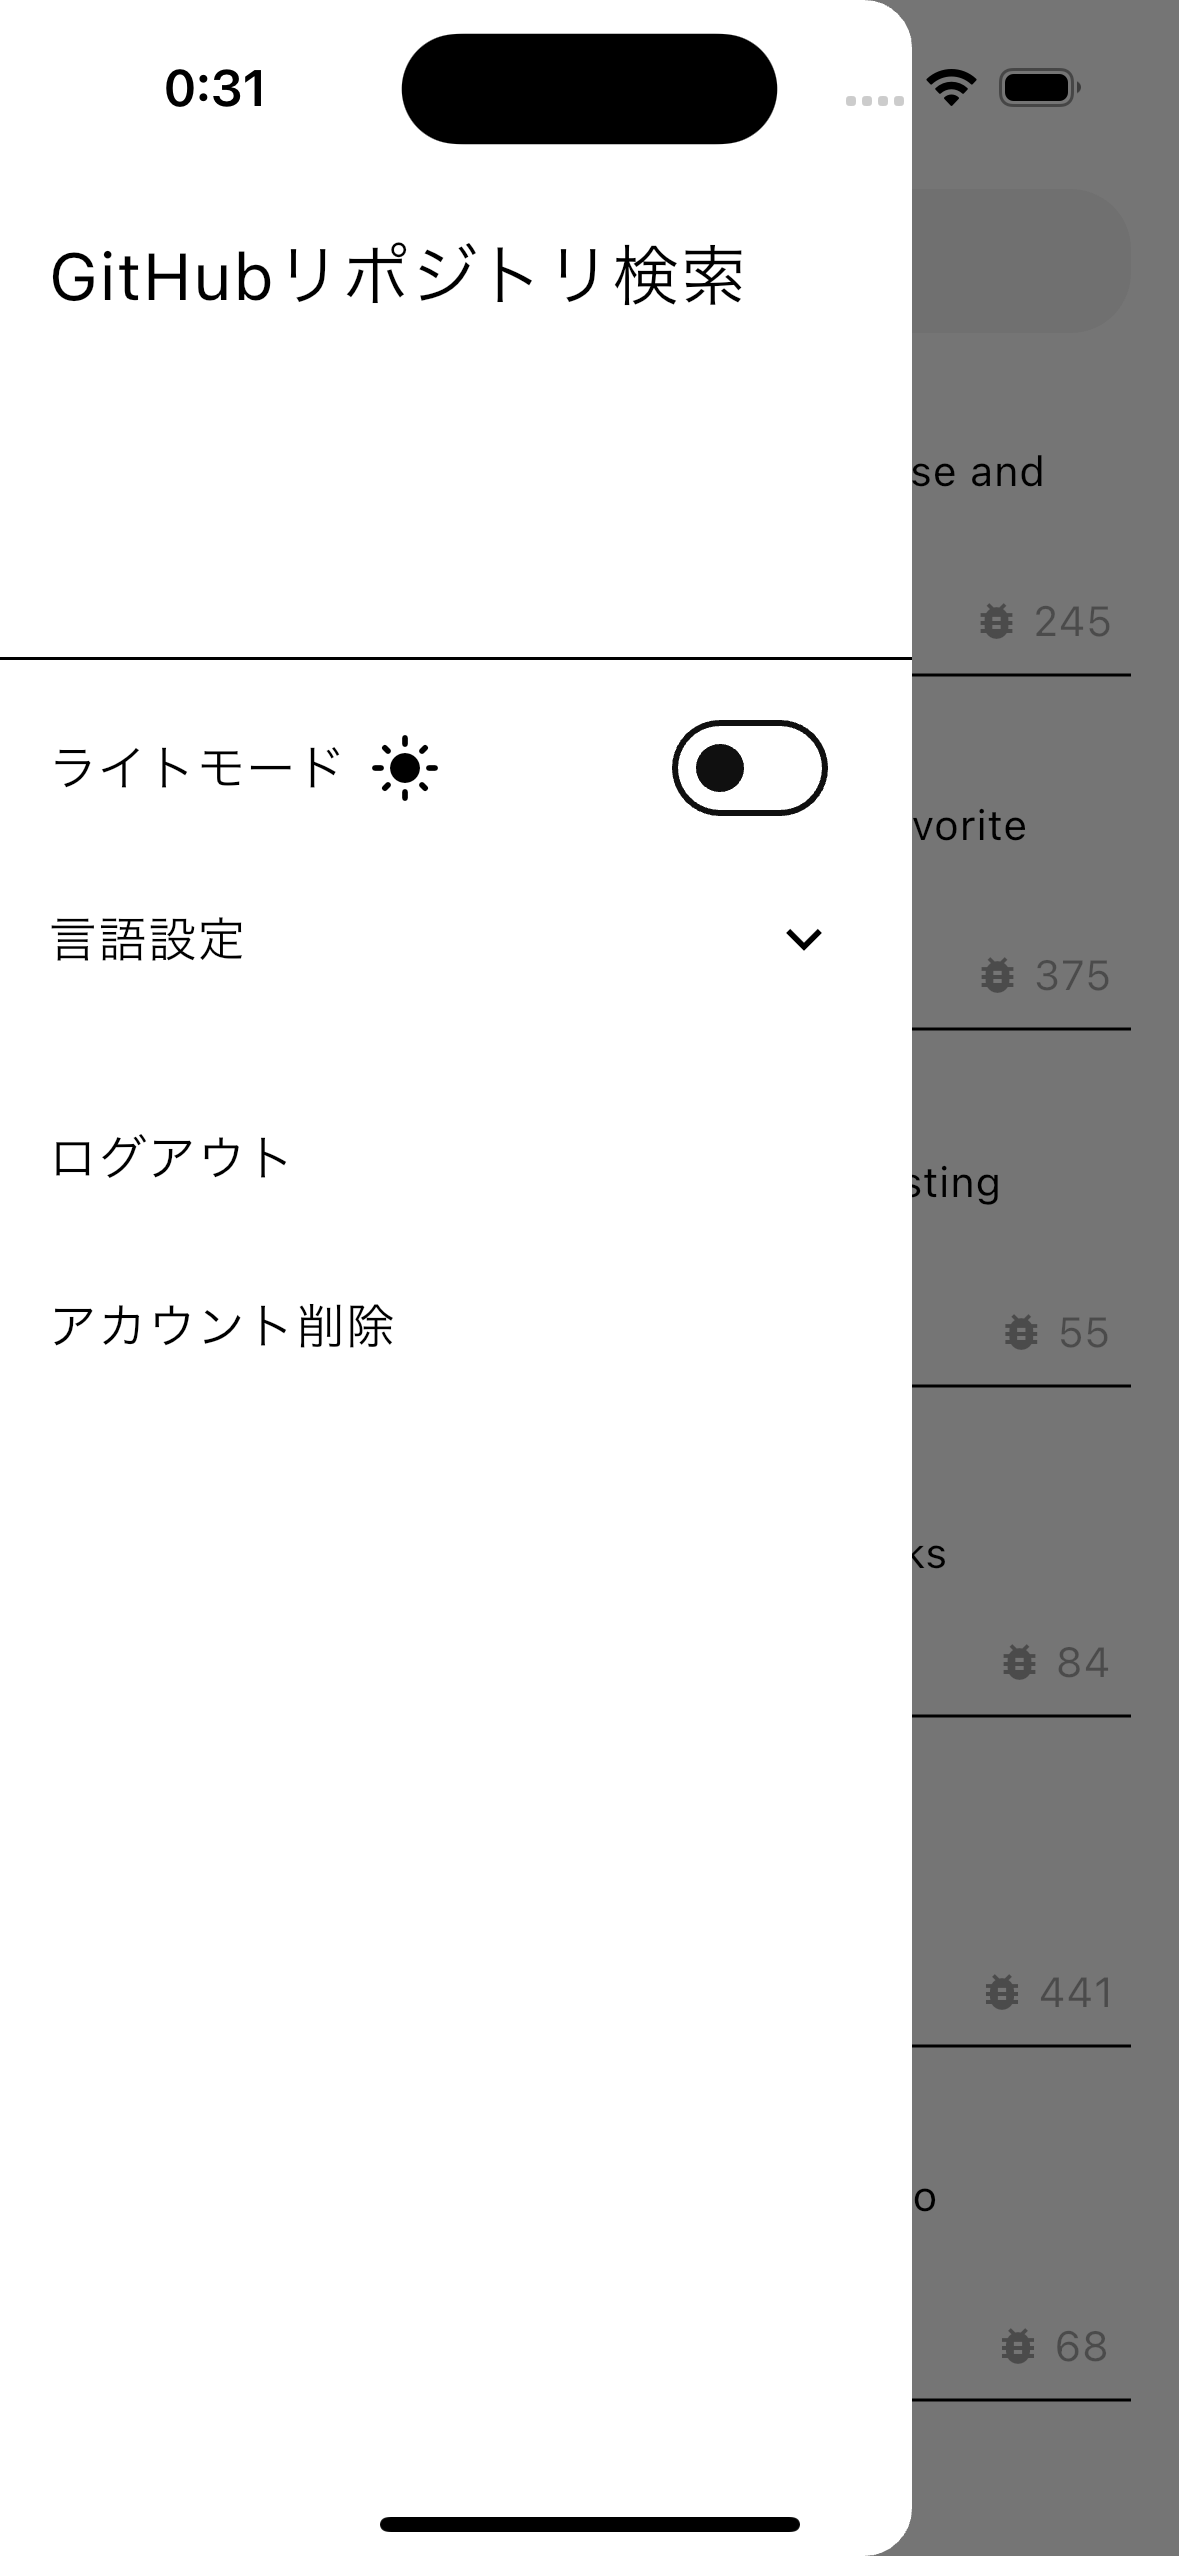 0:31
GitHubリポジトリ検索
se and
245
ライトモード
vorite
言語設定
375
ログアウト
sting
アカウント削除
55
ks
84
441
o
68